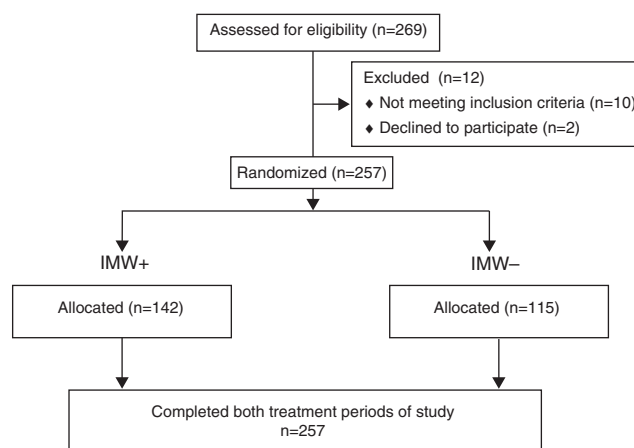 Assessed for eligibility (n=269)
Excluded (n=12)
♦ Not meeting inclusion criteria (n=10)
♦ Declined to participate (n=2)
Randomized (n=257)
IMW+
IMW–
Allocated (n=142)
Allocated (n=115)
Completed both treatment periods of study
n=257